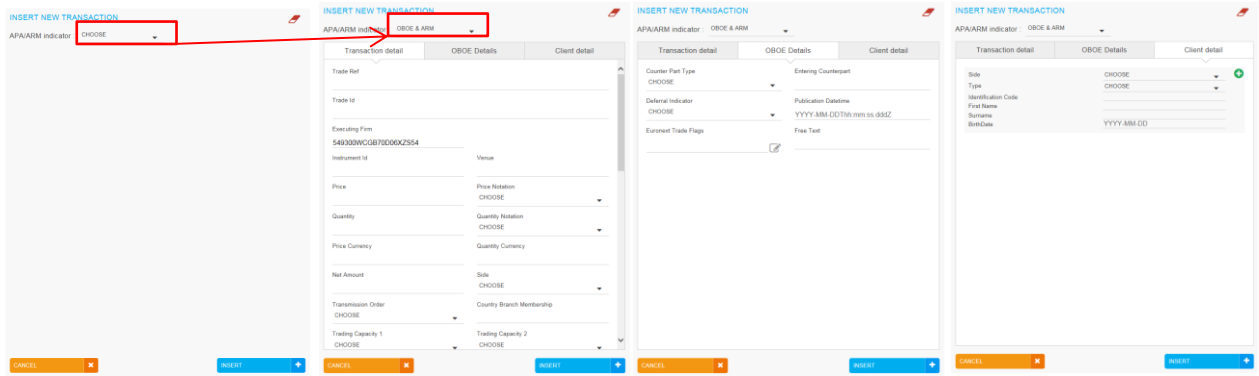 INSERT NEW TRANSACTION
APA/ARM indicator : CHOOSE
CANCEL
INSERT
INSERT NEW TRANSACTION
APA/ARM indicator : OBOE & ARM
Transaction detail OBOE Details Client detail
Trade Ref
Trade Id
Executing Firm
549300WCGB70D06XZS54
Instrument Id Venue
Price Price Notation
CHOOSE
Quantity Quantity Notation
CHOOSE
Price Currency Quantity Currency
Net Amount Side
CHOOSE
Transmission Order Country Branch Membership
CHOOSE
Trading Capacity 1 Trading Capacity 2
CHOOSE CHOOSE
CANCEL
INSERT
INSERT NEW TRANSACTION
APA/ARM indicator : OBOE & ARM
Transaction detail OBOE Details Client detail
Counter Part Type Entering Counterpart
CHOOSE
Deferral Indicator Publication Datetime
CHOOSE YYYY-MM-DDThh:mm:ss.dddZ
Euronext Trade Flags Free Text
CANCEL
INSERT
INSERT NEW TRANSACTION
APA/ARM indicator : OBOE & ARM
Transaction detail OBOE Details Client detail
Side CHOOSE
Type CHOOSE
Identification Code
First Name
Surname
BirthDate YYYY-MM-DD
CANCEL
INSERT